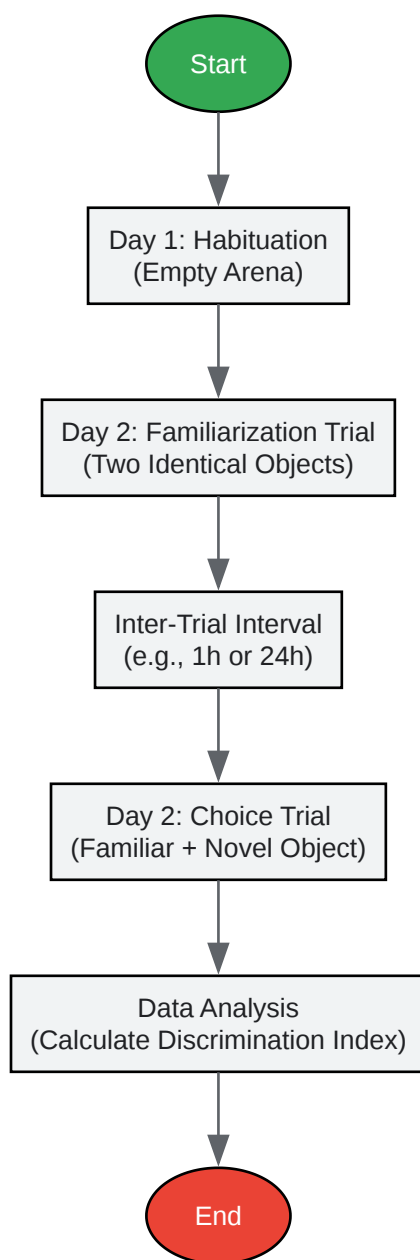 Start
Day 1: Habituation
(Empty Arena)
Day 2: Familiarization Trial
(Two Identical Objects)
Inter-Trial Interval
(e.g., 1h or 24h)
Day 2: Choice Trial
(Familiar + Novel Object)
Data Analysis
(Calculate Discrimination Index)
End